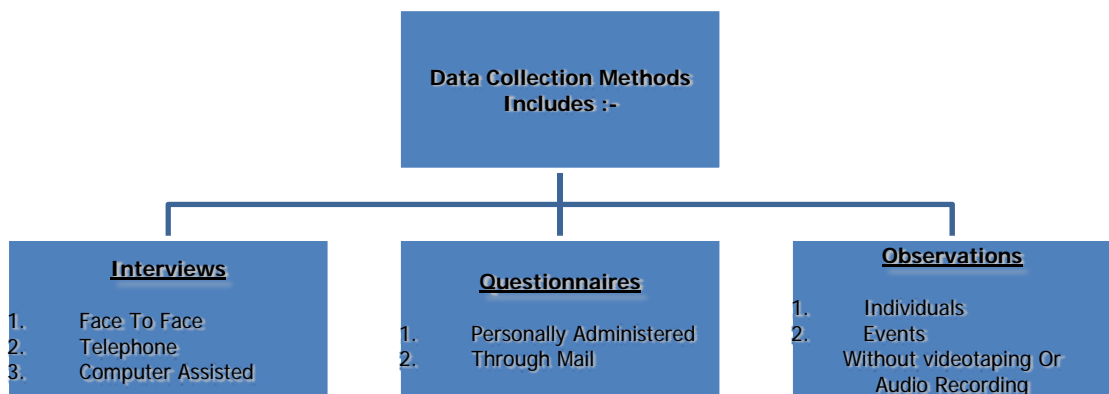 Data Collection Methods
Includes :-
Interviews
1. Face To Face
2. Telephone
3. Computer Assisted
Questionnaires
1. Personally Administered
2. Through Mail
Observations
1. Individuals
2. Events
Without videotaping Or
Audio Recording